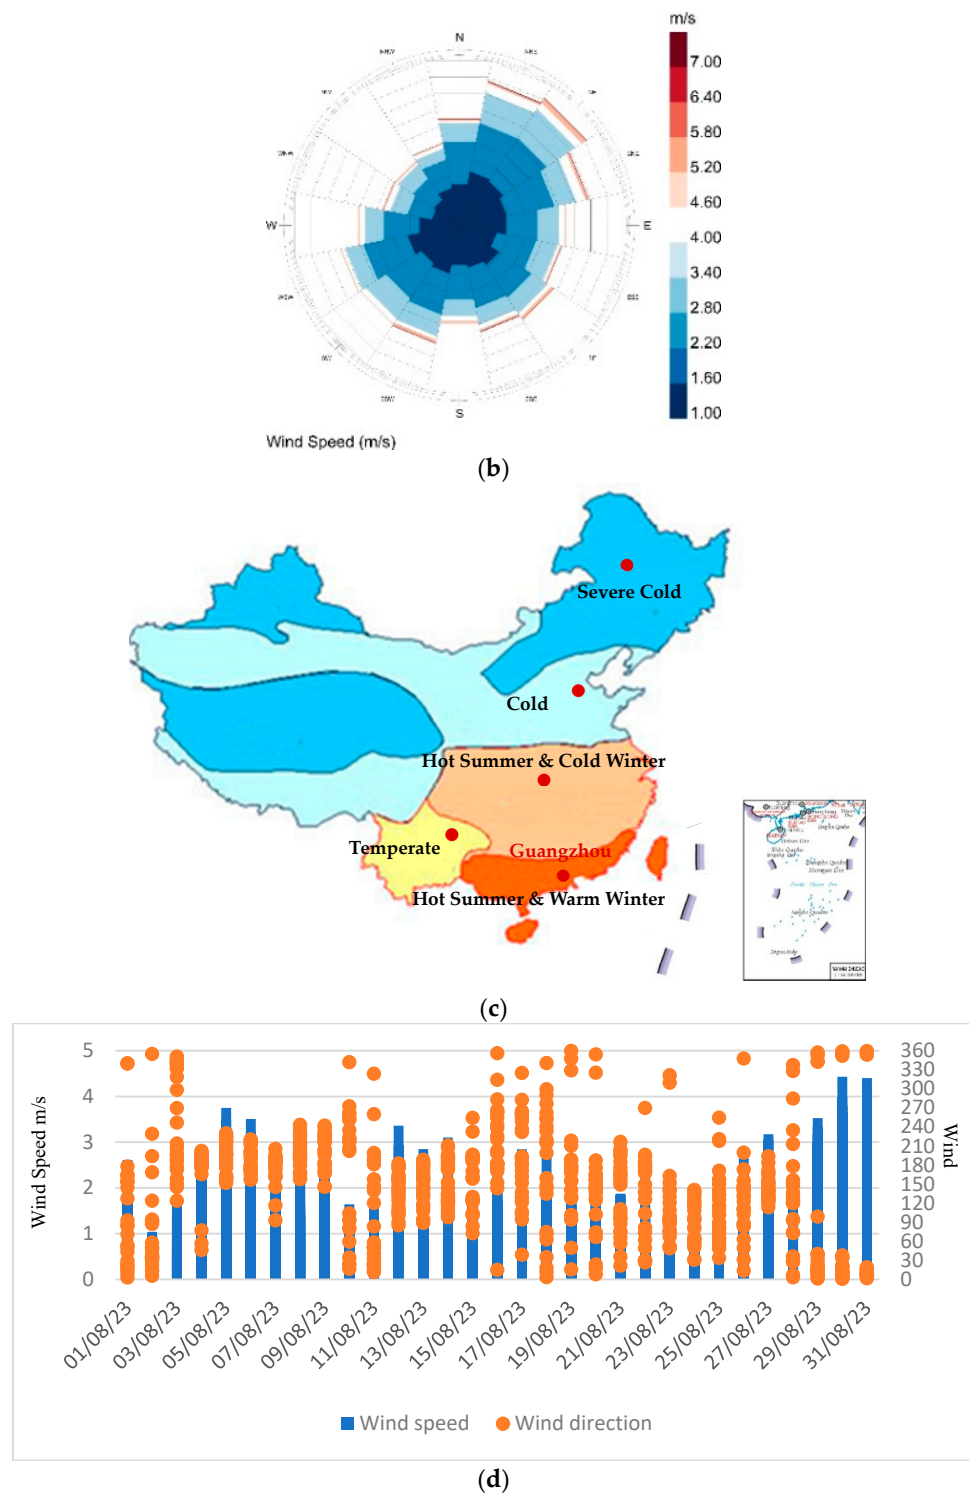 m/s
N
7.00
6.40
5.80
5.20
4.60
W
E
4.00
3.40
2.80
2.20
1.60
1.00
S
Wind Speed (m/s)
(b)
Severe Cold
Cold
Hot Summer & Cold Winter
Temperate
Guangzhou
Hot Summer & Warm Winter
(c)
5
4
3
2
1
0
Wind Speed m/s
360
330
300
270
240
210
180
150
120
90
60
30
0
Wind
01/08/23
03/08/23
05/08/23
07/08/23
09/08/23
11/08/23
13/08/23
15/08/23
17/08/23
19/08/23
21/08/23
23/08/23
25/08/23
27/08/23
29/08/23
31/08/23
Wind speed
Wind direction
(d)